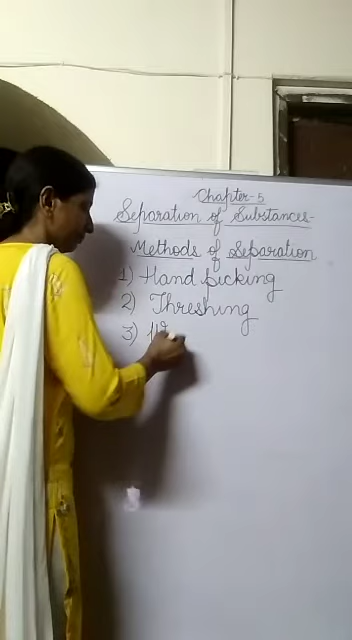 Chapter-5
Separation of Substances-
Methods of Separation
1) Hand picking
2) Threshing
3) W